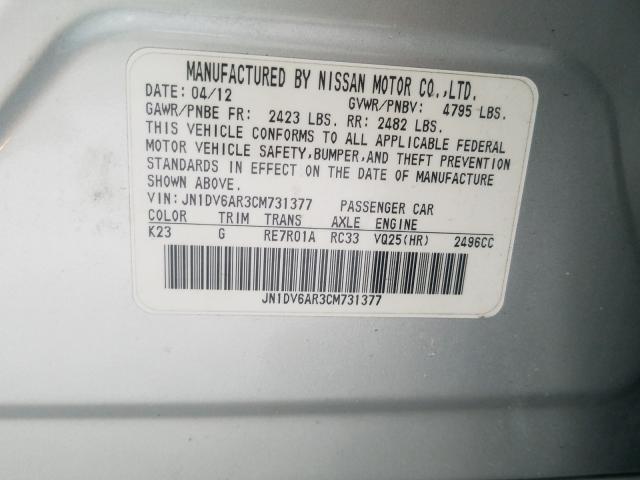 MANUFACTURED BY NISSAN MOTOR CO.,LTD.
DATE: 04/12 GVWR/PNBV: 4795 LBS.
GAWR/PNBE FR: 2423 LBS. RR: 2482 LBS.
THIS VEHICLE CONFORMS TO ALL APPLICABLE FEDERAL
MOTOR VEHICLE SAFETY,BUMPER,AND THEFT PREVENTION
STANDARDS IN EFFECT ON THE DATE OF MANUFACTURE
SHOWN ABOVE.
VIN:JN1DV6AR3CM731377 PASSENGER CAR
COLOR TRIM TRANS AXLE ENGINE
K23 G RE7R01A RC33 VQ25(HR) 2496CC
JN1DV6AR3CM731377